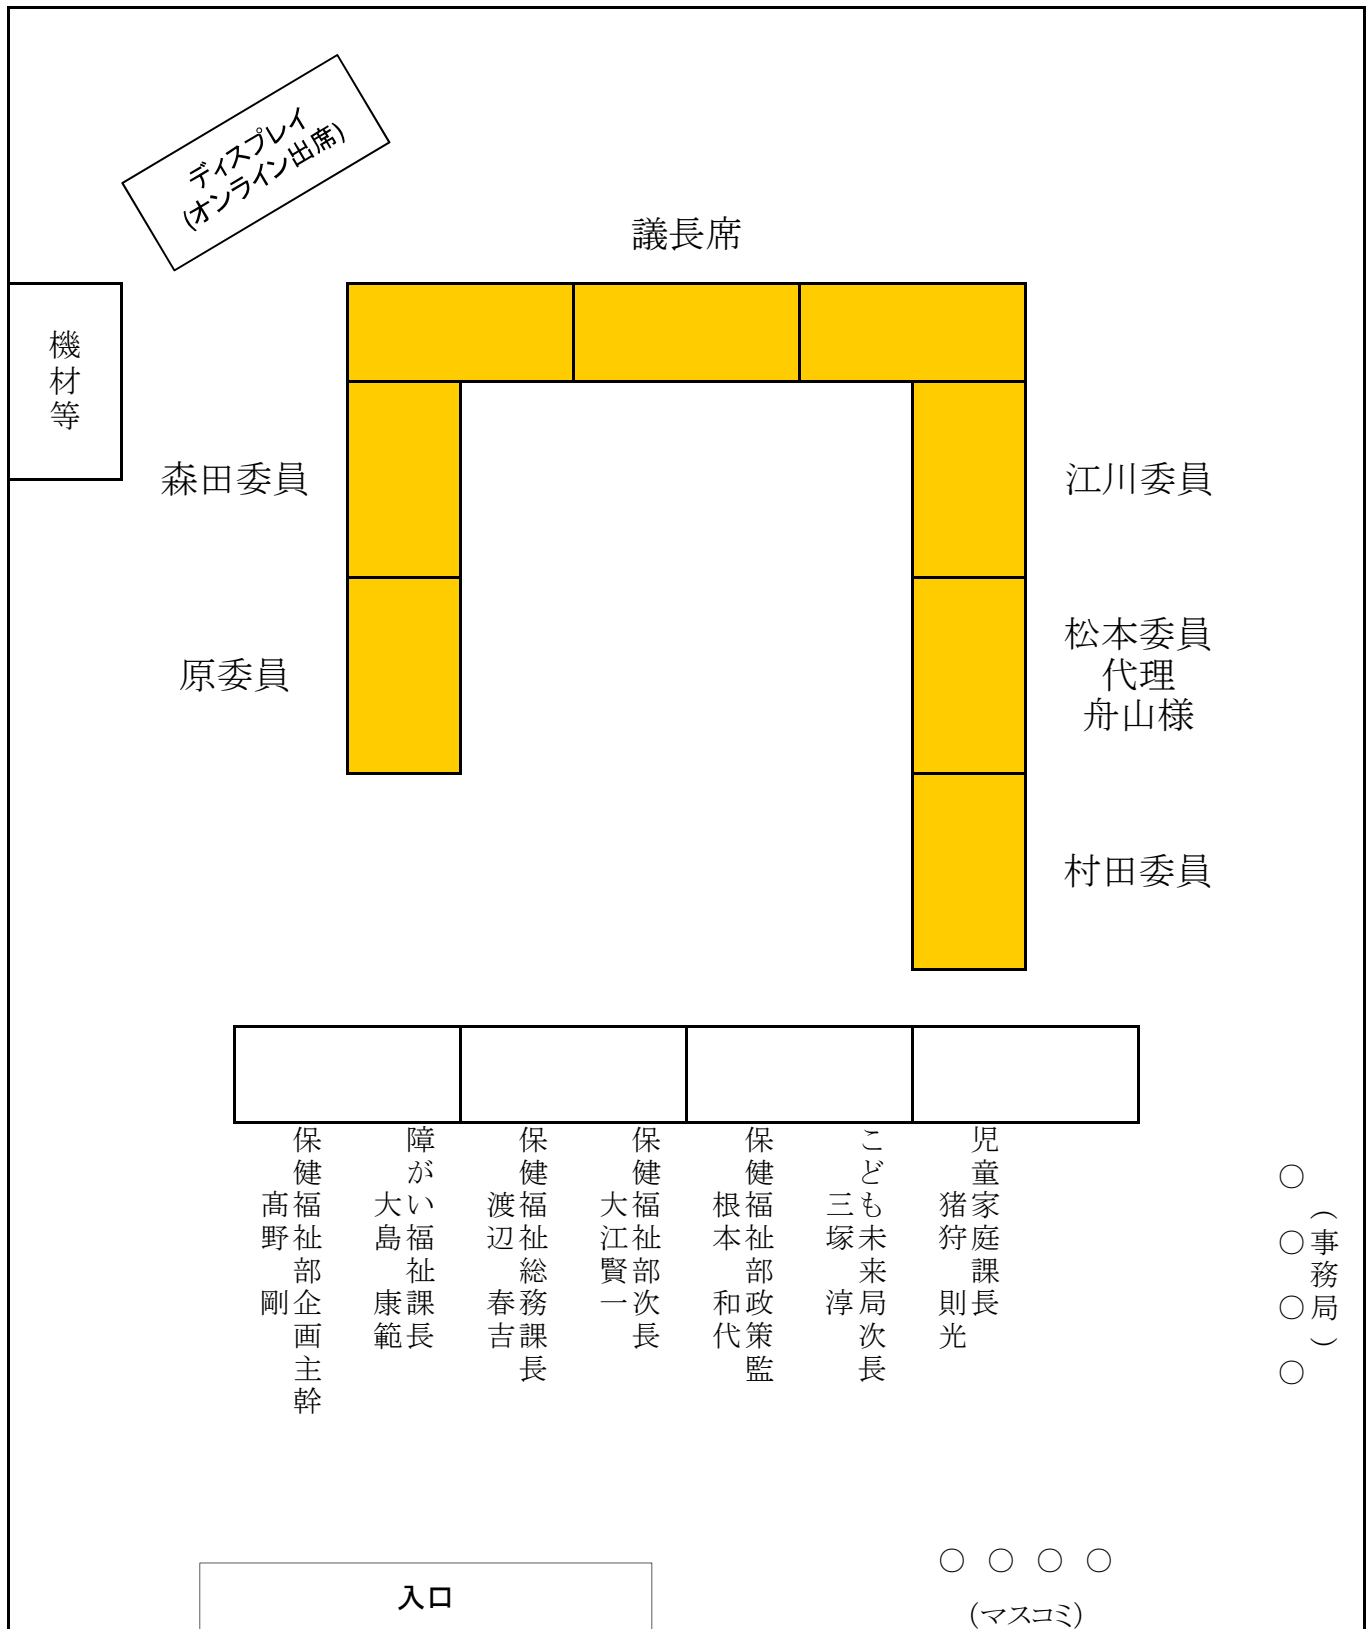 ディスプレイ
(オンライン出席)
議長席
機材等
森田委員
江川委員
原委員
松本委員
代理
舟山様
村田委員
保健福祉部企画主幹
髙野 剛
障がい福祉課長
大島 康範
保健福祉総務課長
渡辺 春吉
保健福祉部次長
大江賢一
保健福祉部政策監
根本 和代
こども未来局次長
三塚 淳
児童家庭課長
猪狩 則光
(事務局)
○ ○ ○ ○
○ ○ ○ ○
(マスコミ)
入口